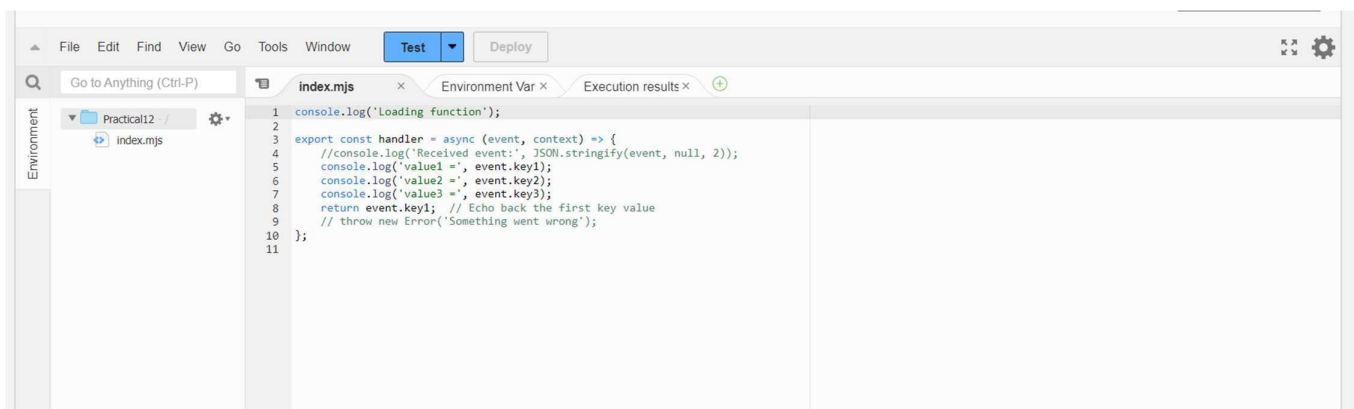 File Edit Find View Go Tools Window Test Deploy
Go to Anything (Ctrl-P) index.mjs × Environment Var × Execution results ×
Environment
Practical12 - /
index.mjs
1 console.log('Loading function');
2
3 export const handler = async (event, context) => {
4 //console.log('Received event:', JSON.stringify(event, null, 2));
5 console.log('value1 =', event.key1);
6 console.log('value2 =', event.key2);
7 console.log('value3 =', event.key3);
8 return event.key1;  // Echo back the first key value
9 // throw new Error('Something went wrong');
10 };
11